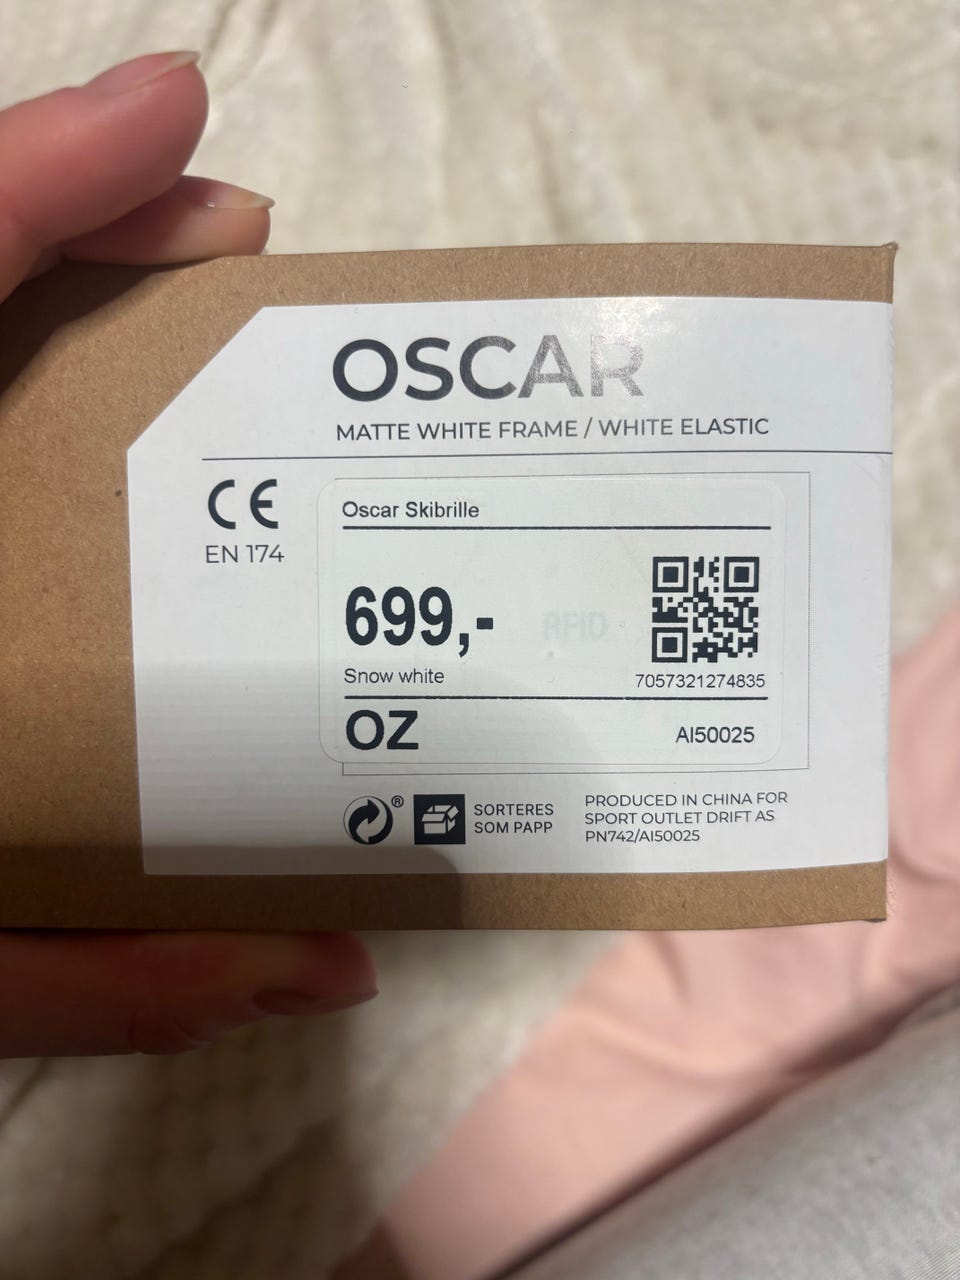 OSCAR
MATTE WHITE FRAME / WHITE ELASTIC
CE
EN 174
Oscar Skibrille
699,-
RFID
Snow white
7057321274835
OZ
AI50025
®
SORTERES
SOM PAPP
PRODUCED IN CHINA FOR
SPORT OUTLET DRIFT AS
PN742/AI50025